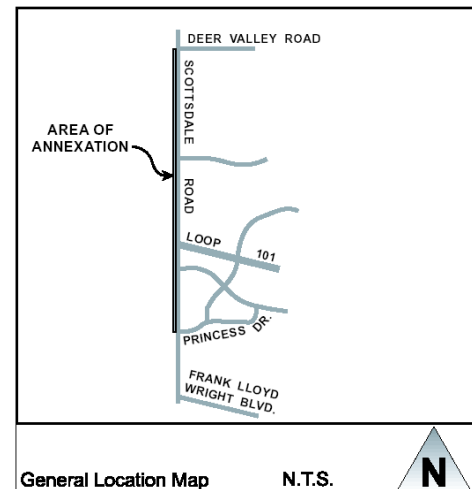 DEER VALLEY ROAD
SCOTTSDALE
ROAD
AREA OF
ANNEXATION
LOOP 101
PRINCESS DR.
FRANK LLOYD
WRIGHT BLVD.
General Location Map N.T.S. N